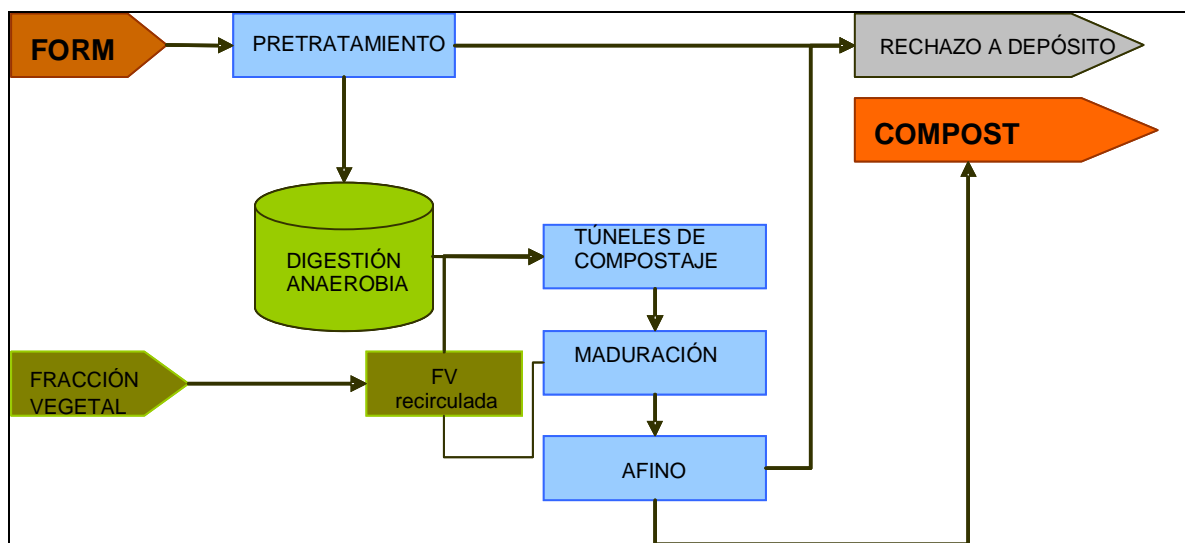 FORM
PRETRATAMIENTO
RECHAZO A DEPÓSITO
COMPOST
DIGESTIÓN
ANAEROBIA
TÚNELES DE
COMPOSTAJE
MADURACIÓN
FRACCIÓN
VEGETAL
FV
recirculada
AFINO